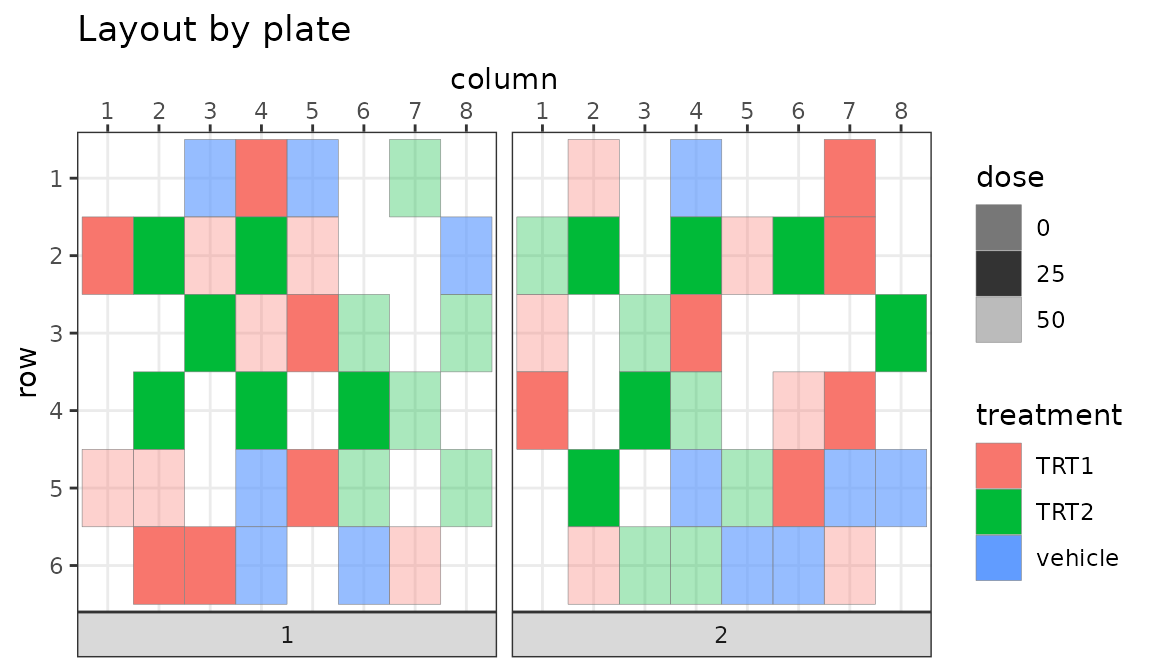 Layout by plate
column
1 2 3 4 5 6 7 8 1 2 3 4 5 6 7 8
row
1
2
3
4
5
6
1 2
dose
0
25
50
treatment
TRT1
TRT2
vehicle